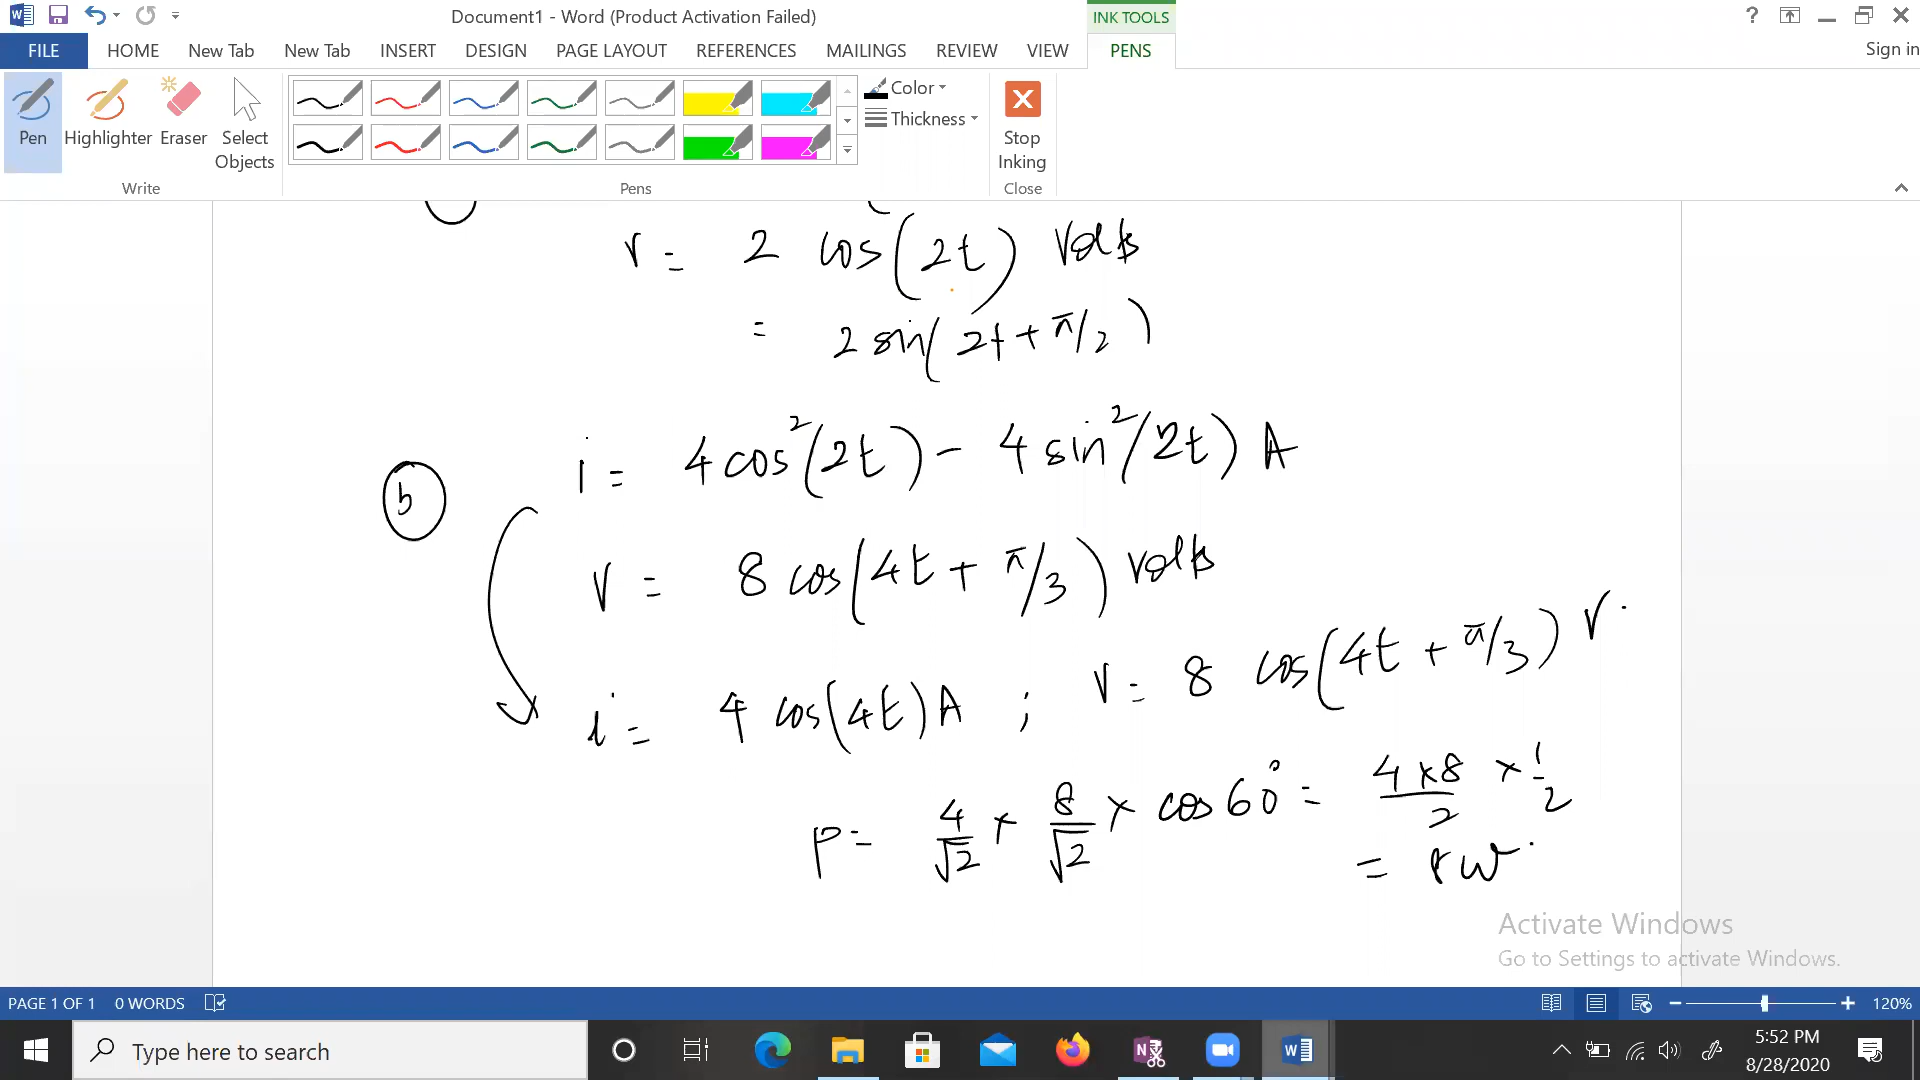 Document1 - Word (Product Activation Failed)
INK TOOLS
Sign in
FILE HOME New Tab New Tab INSERT DESIGN PAGE LAYOUT REFERENCES MAILINGS REVIEW VIEW PENS
Pen Highlighter Eraser Select Objects
Color
Thickness
Stop Inking
Write Pens Close
v = 2 cos(2t) Volts
= 2 sin(2t + π/2)
b i = 4cos²(2t) - 4 sin²(2t) A
V = 8 cos(4t + π/3) volts
i = 4 cos(4t) A ; V = 8 cos(4t + π/3) V.
P = 4/√2 × 8/√2 × cos 60° = 4×8/2 × 1/2
= 8 W.
Activate Windows
Go to Settings to activate Windows.
PAGE 1 OF 1 0 WORDS 120%
Type here to search
5:52 PM
8/28/2020